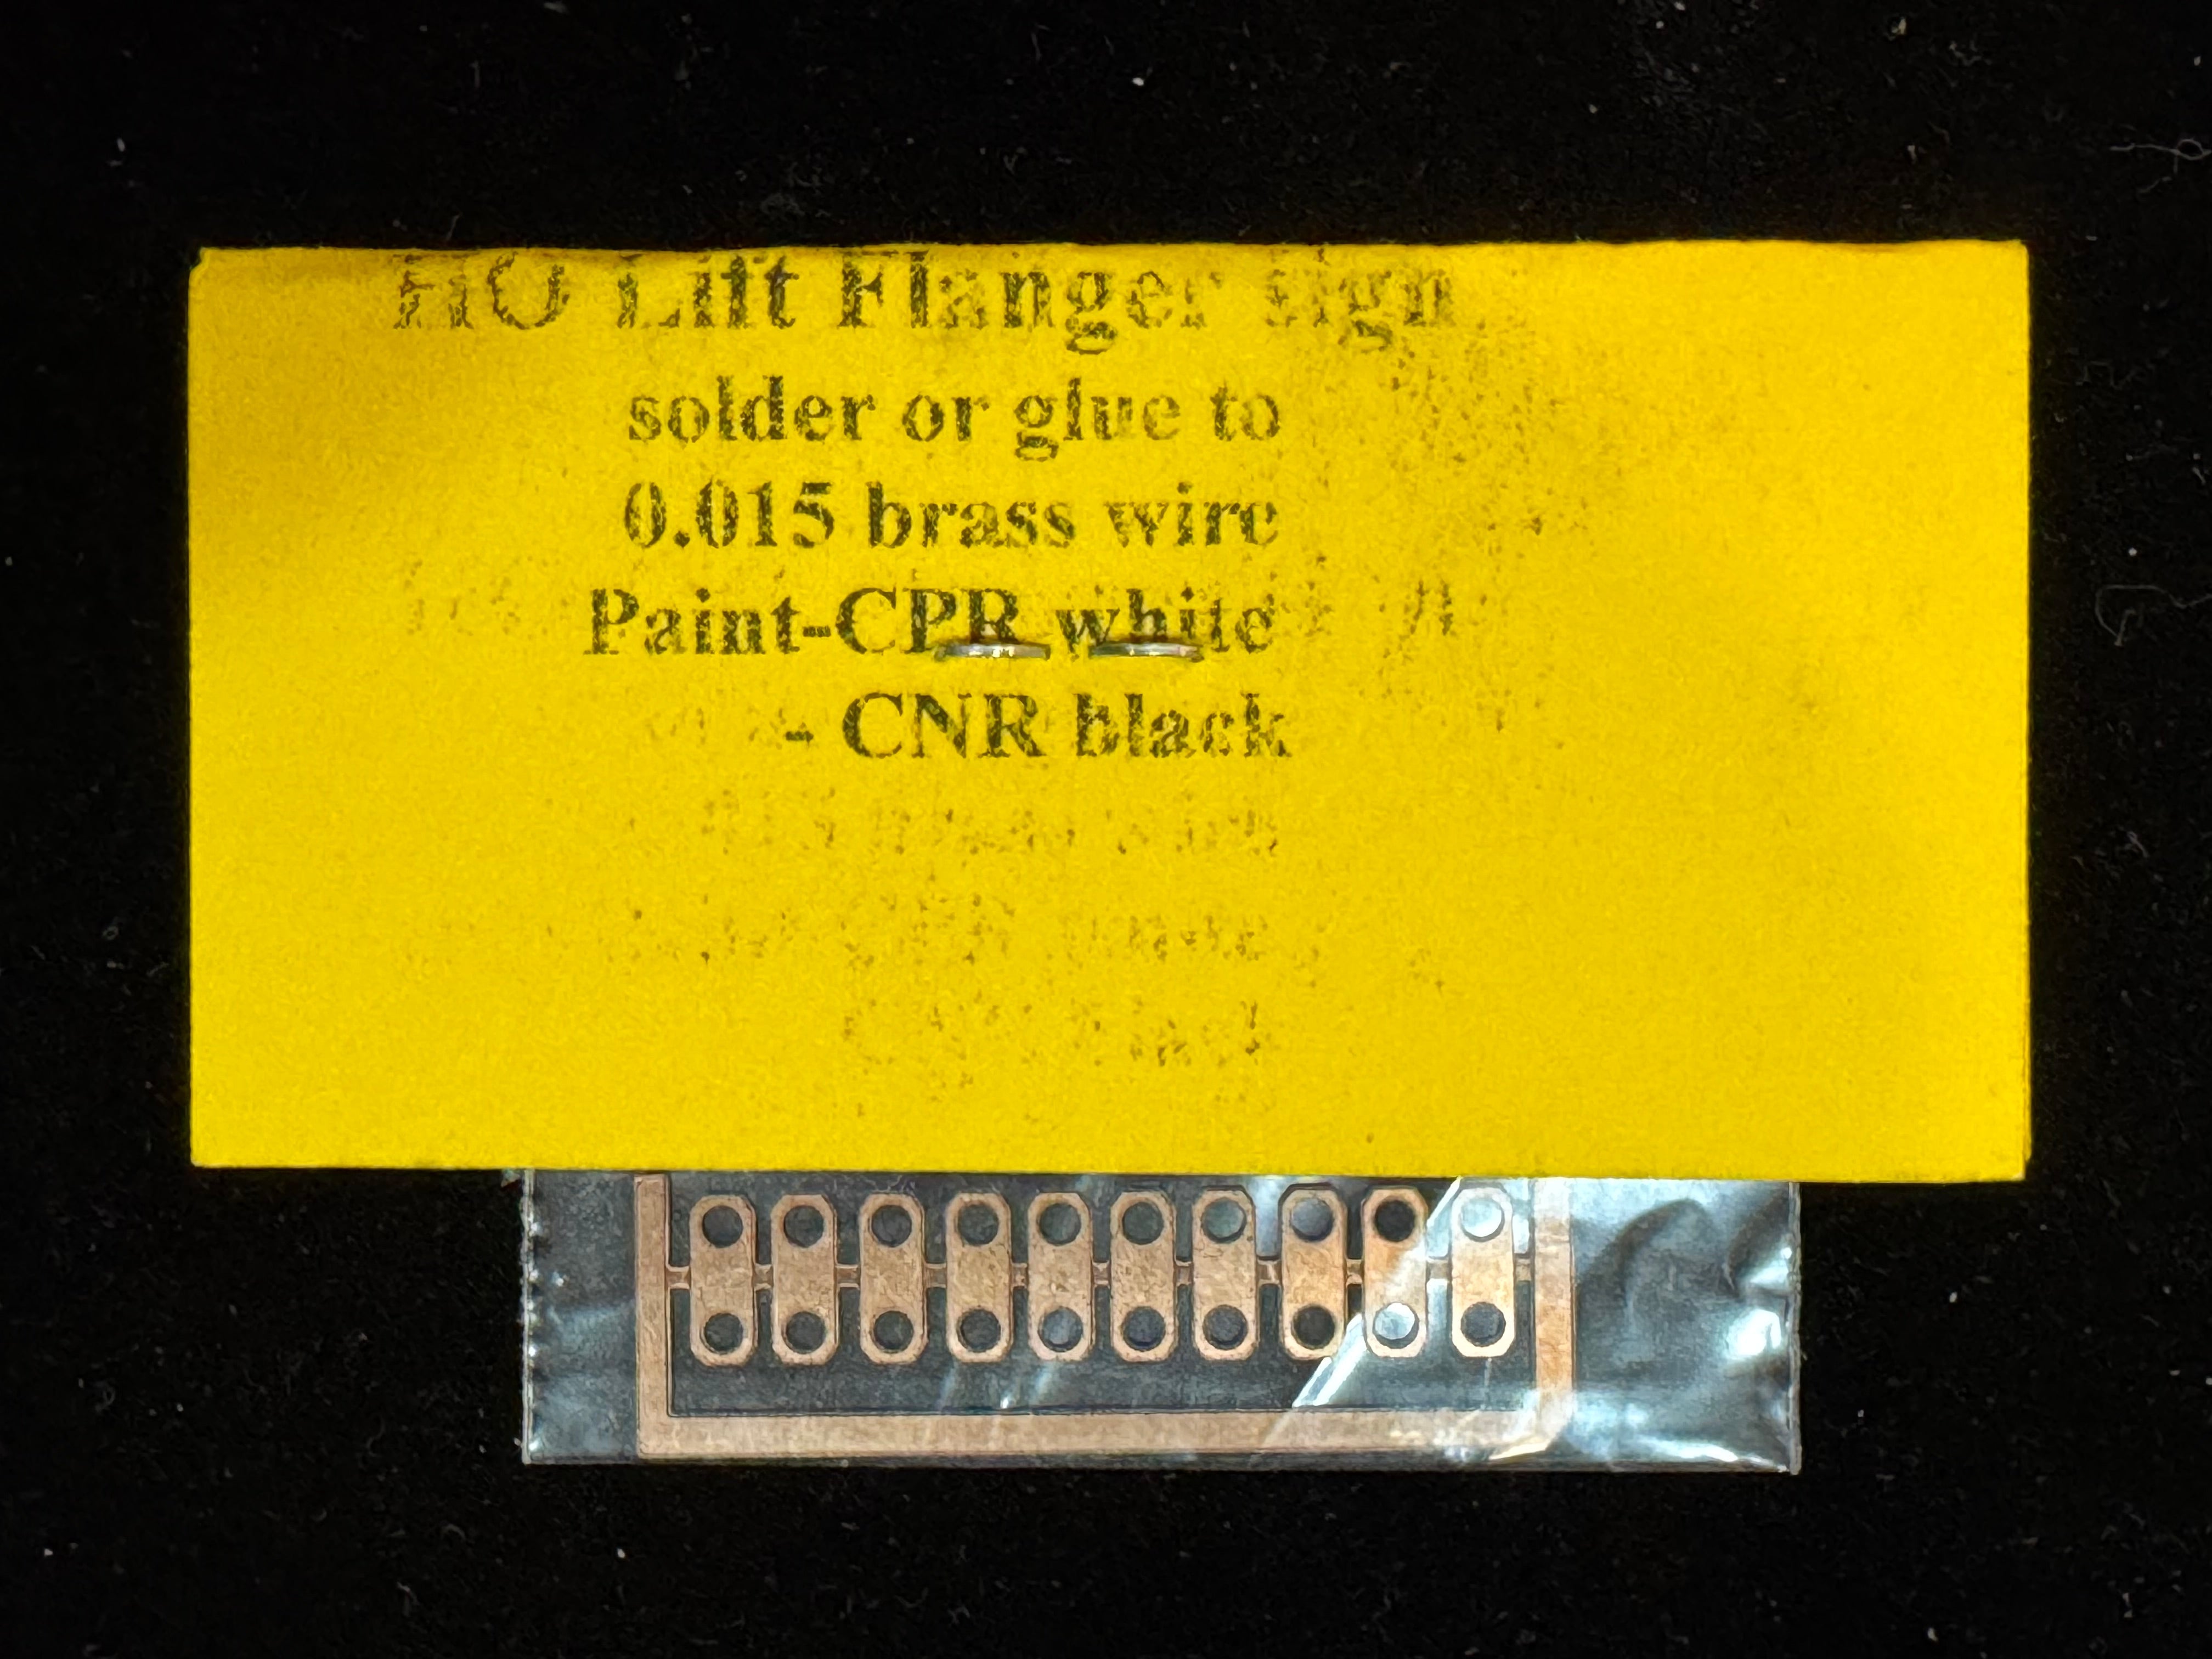 HO Lift Flanger sign
solder or glue to
0.015 brass wire
Paint-CPR white
- CNR black